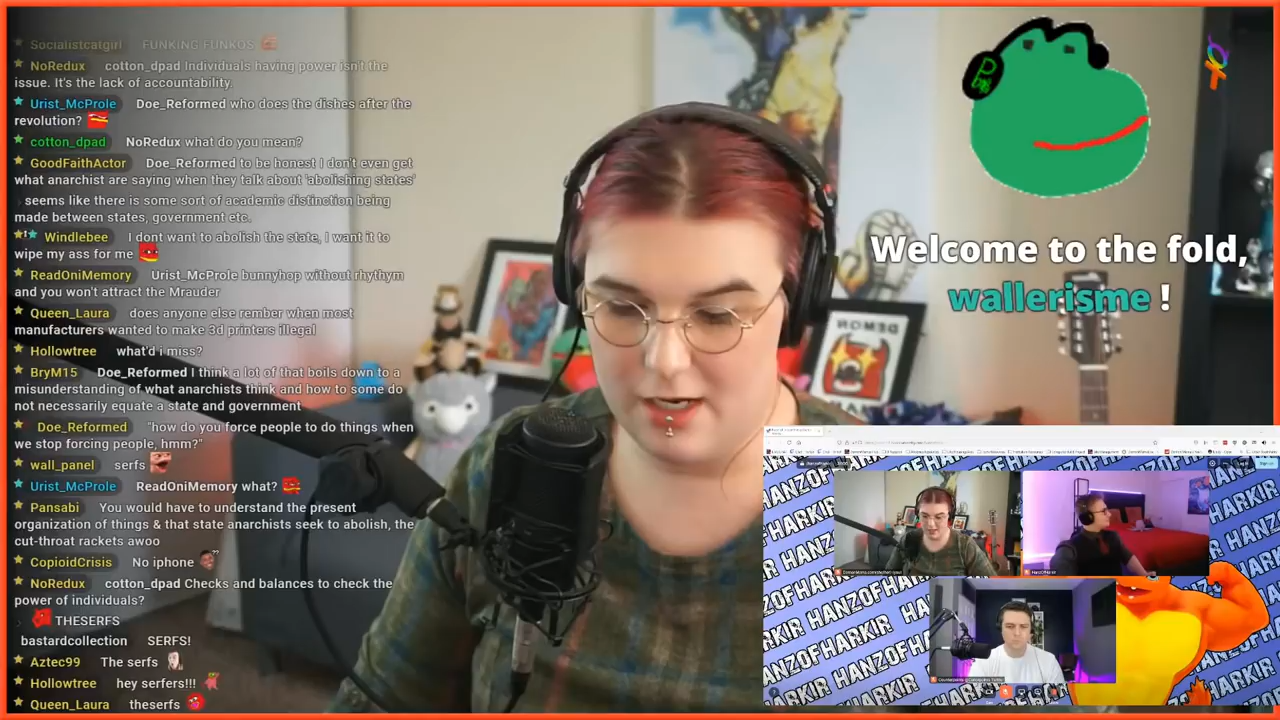 Socialistcatgirl FUNKING FUNKOS
NoRedux cotton_dpad Individuals having power isn't the
issue. It's the lack of accountability.
Urist_McProle Doe_Reformed who does the dishes after the
revolution?
cotton_dpad NoRedux what do you mean?
GoodFaithActor Doe_Reformed to be honest I don't even get
what anarchist are saying when they talk about 'abolishing states'
seems like there is some sort of academic distinction being
made between states, government etc.
Windlebee I dont want to abolish the state, I want it to
wipe my ass for me
ReadOniMemory Urist_McProle bunnyhop without rhythym
and you won't attract the Mrauder
Queen_Laura does anyone else rember when most
manufacturers wanted to make 3d printers illegal
Hollowtree what'd i miss?
BryM15 Doe_Reformed I think a lot of that boils down to a
misunderstanding of what anarchists think and how to some do
not necessarily equate a state and government
Doe_Reformed "how do you force people to do things when
we stop forcing people, hmm?"
wall_panel serfs
Urist_McProle ReadOniMemory what?
Pansabi You would have to understand the present
organization of things & that state anarchists seek to abolish, the
cut-throat rackets awoo
CopioidCrisis No iphone
NoRedux cotton_dpad checks and balances to check the
power of individuals?
THESERFS
bastardcollection SERFS!
Aztec99 The serfs
Hollowtree hey serfers!!!
Queen_Laura theserfs
Welcome to the fold,
wallerisme !
HANZOFHARKIR HANZOFHARKIR